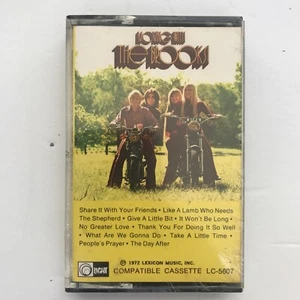 Share It With Your Friends • Like A Lamb Who Needs
The Shepherd • Give A Little Bit • It Won't Be Long
No Greater Love • Thank You For Doing It So Well
• What Are We Gonna Do • Take A Little Time •
People's Prayer • The Day After
LIGHT
© 1972 LEXICON MUSIC, INC.
COMPATIBLE CASSETTE LC-5607